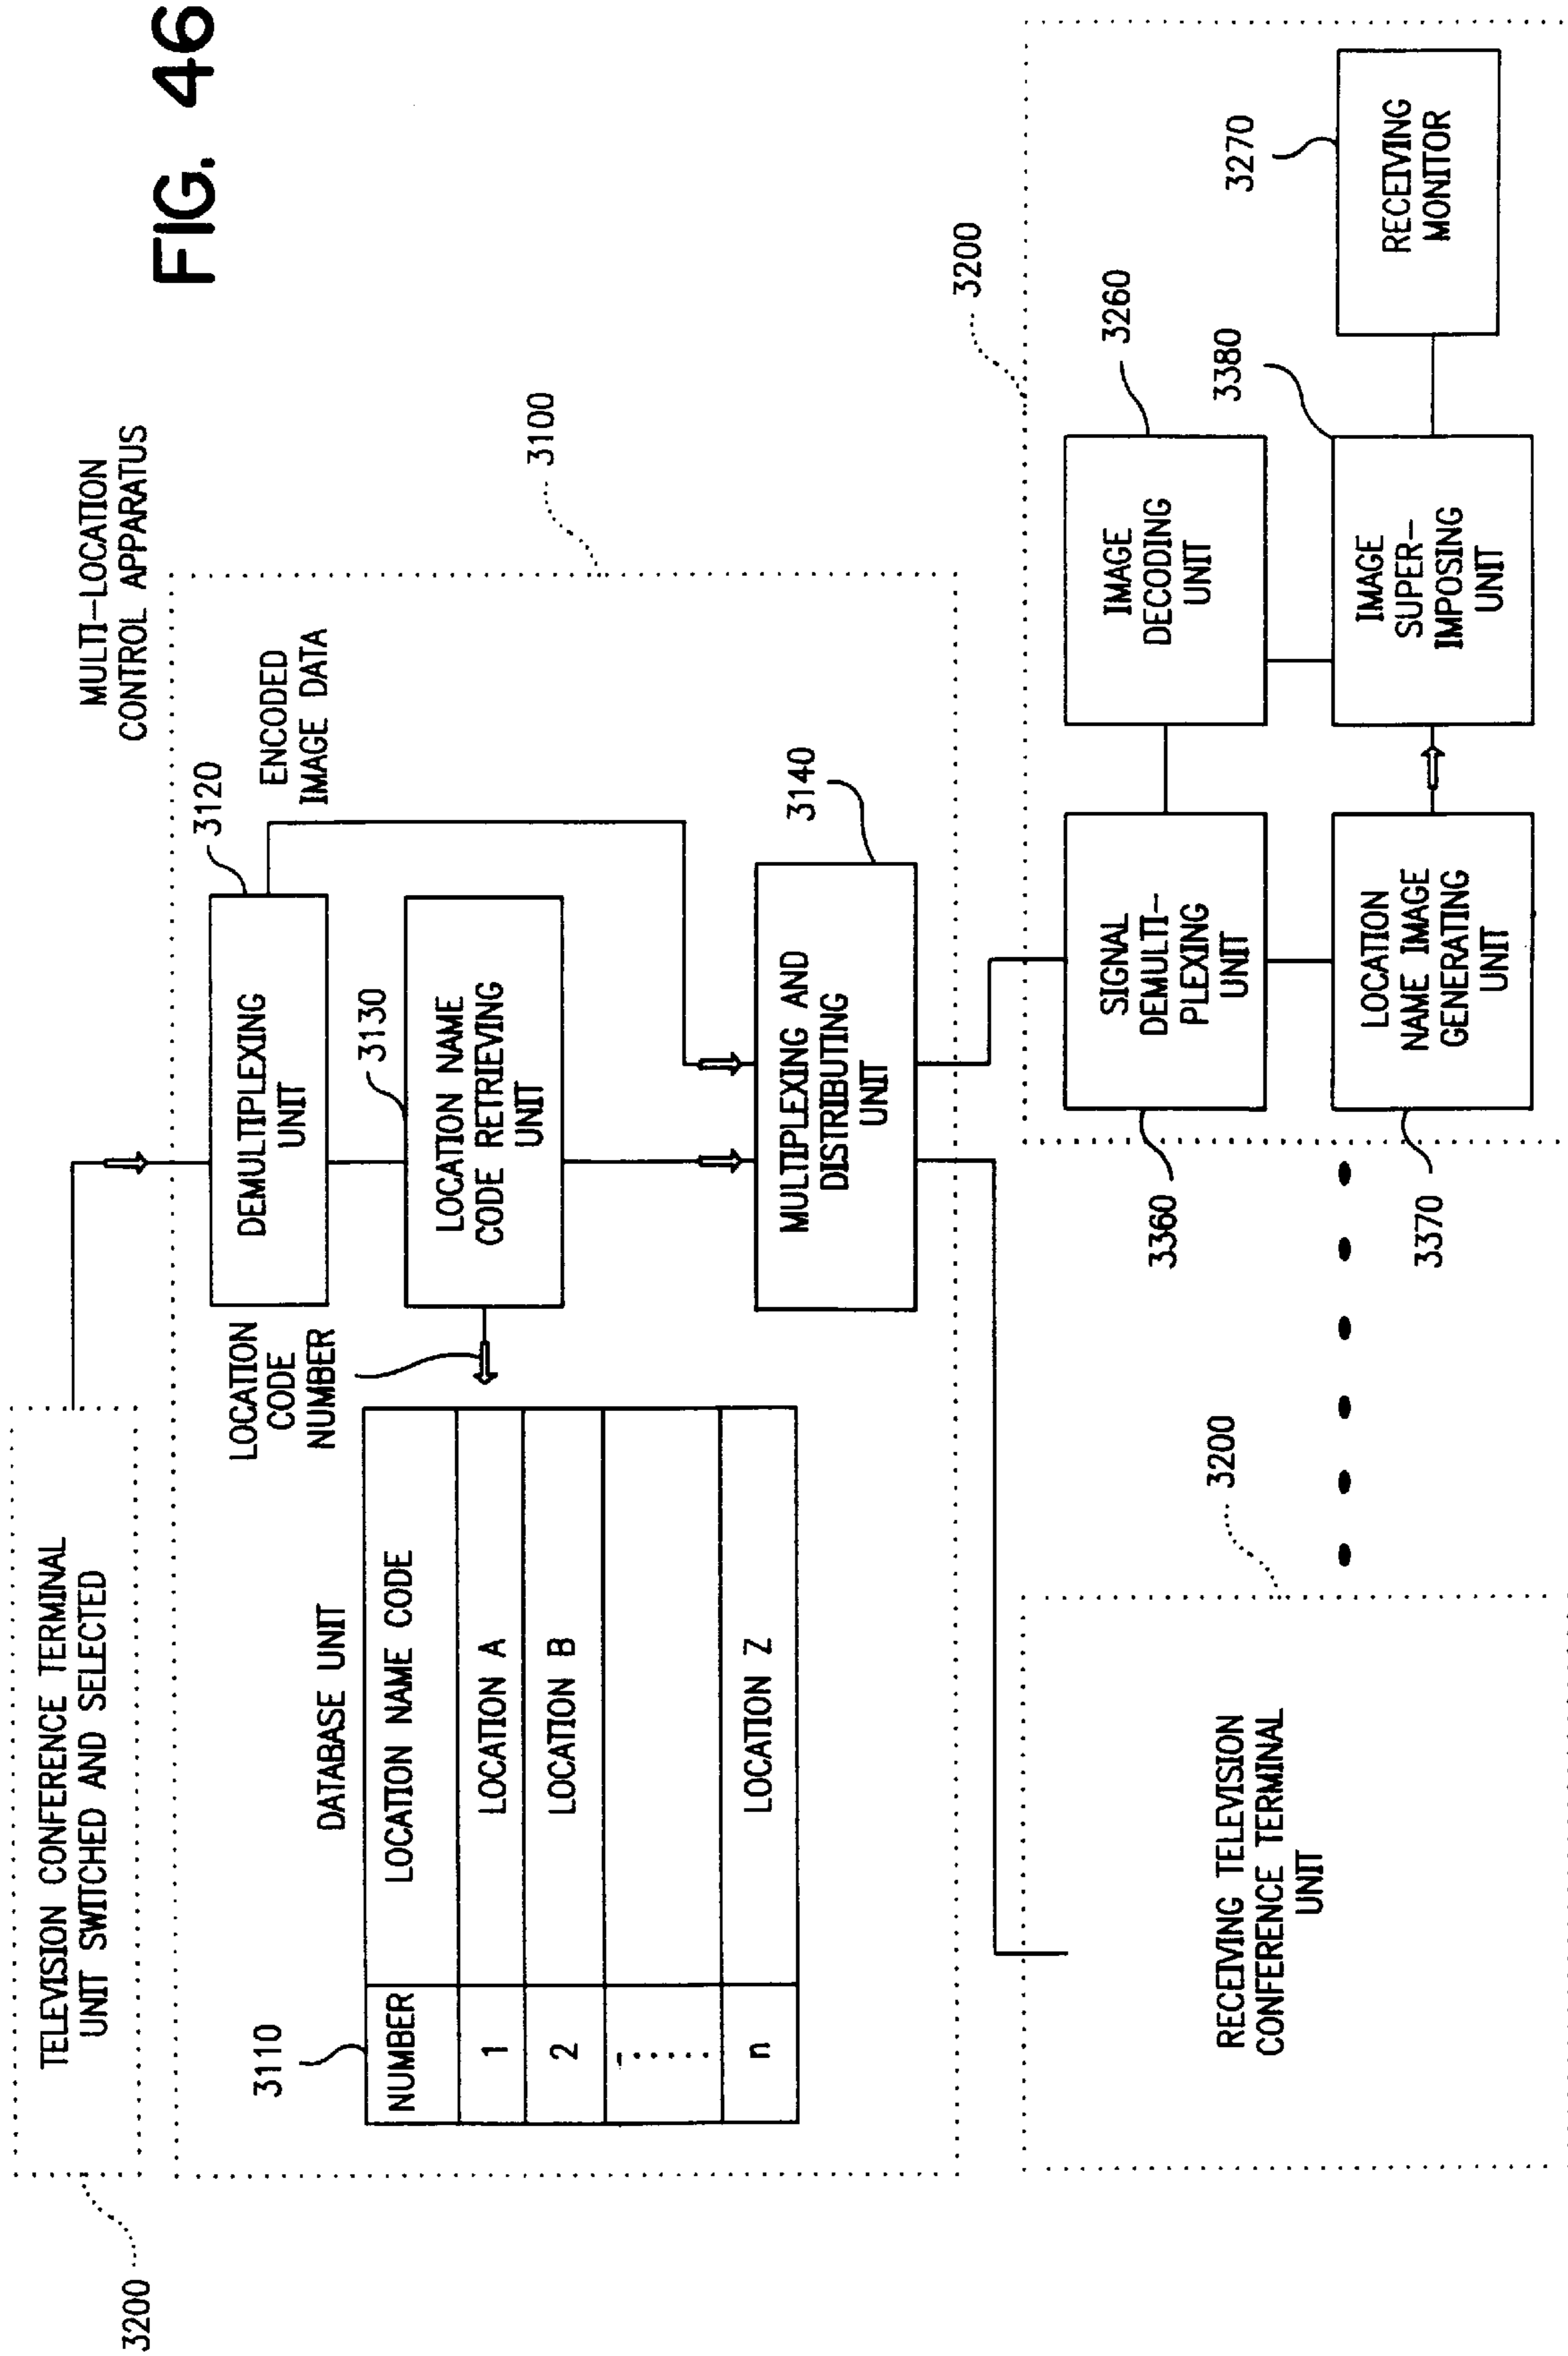 FIG. 46
3200
TELEVISION CONFERENCE TERMINAL
UNIT SWITCHED AND SELECTED
MULTI-LOCATION
CONTROL APPARATUS
3100
3120
DEMULTIPLEXING
UNIT
ENCODED
IMAGE DATA
LOCATION
CODE
NUMBER
3130
LOCATION NAME
CODE RETRIEVING
UNIT
DATABASE UNIT
3110
NUMBER
LOCATION NAME CODE
1
LOCATION A
2
LOCATION B
n
LOCATION Z
3140
MULTIPLEXING AND
DISTRIBUTING
UNIT
3200
RECEIVING TELEVISION
CONFERENCE TERMINAL
UNIT
3200
3360
SIGNAL
DEMULTI-
PLEXING
UNIT
3260
IMAGE
DECODING
UNIT
3370
LOCATION
NAME IMAGE
GENERATING
UNIT
3380
IMAGE
SUPER-
IMPOSING
UNIT
3270
RECEIVING
MONITOR